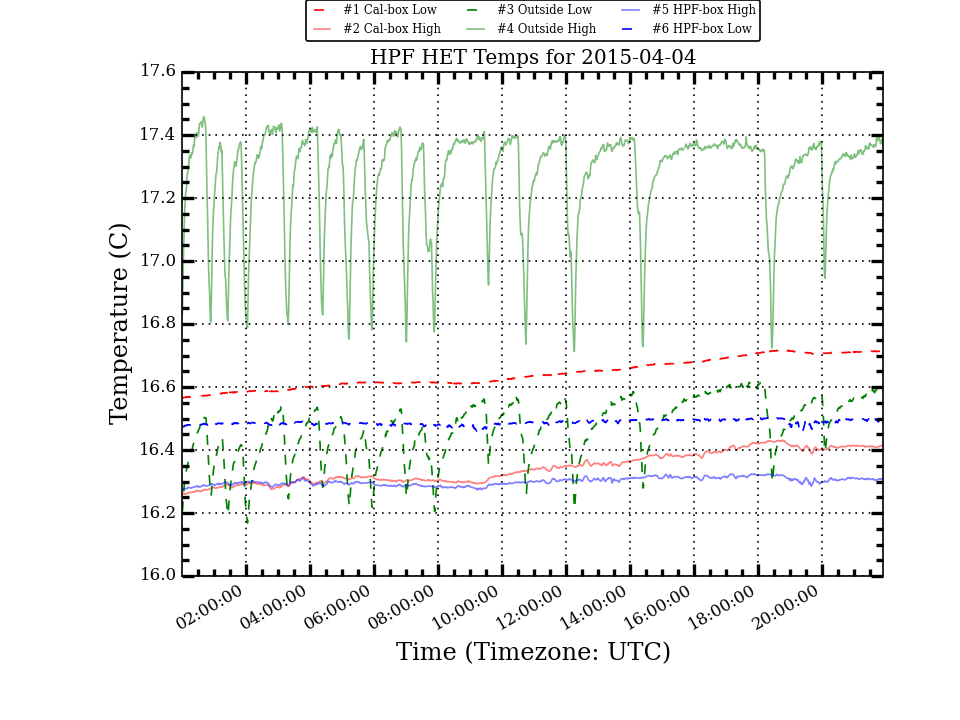 #1 Cal-box Low #3 Outside Low #5 HPF-box High
#2 Cal-box High #4 Outside High #6 HPF-box Low
HPF HET Temps for 2015-04-04
17.6
17.4
17.2
17.0
16.8
16.6
16.4
16.2
16.0
Temperature (C)
02:00:00 04:00:00 06:00:00 08:00:00 10:00:00 12:00:00 14:00:00 16:00:00 18:00:00 20:00:00
Time (Timezone: UTC)